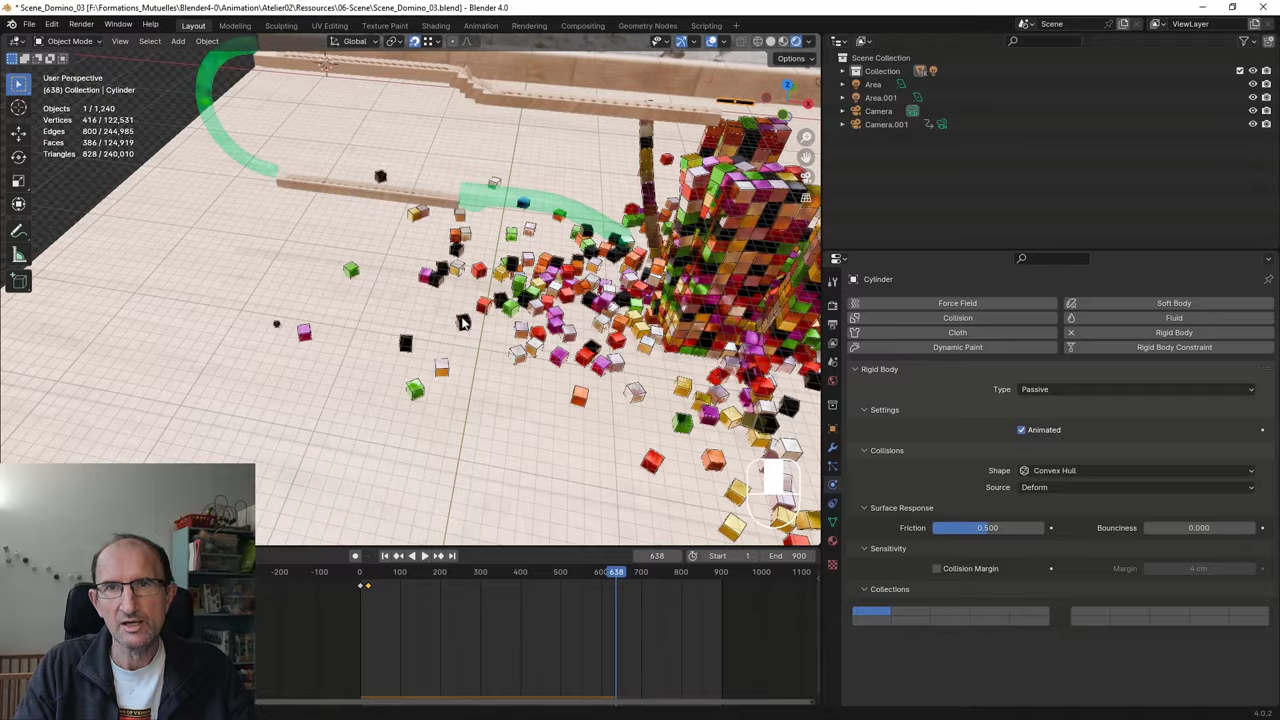 * Scene_Domino_03 [F:\Formations_Mutuelles\Blender4-0\Animation\Atelier02\Ressources\06-Scene\Scene_Domino_03.blend] - Blender 4.0
File Edit Render Window Help Layout Modeling Sculpting UV Editing Texture Paint Shading Animation Rendering Compositing Geometry Nodes Scripting Scene ViewLayer
Object Mode View Select Add Object Global
Options
User Perspective
(638) Collection | Cylinder
Objects 1 / 1,240
Vertices 416 / 122,531
Edges 800 / 244,985
Faces 386 / 124,919
Triangles 828 / 240,010
Z
X
Scene Collection
Collection
Area
Area.001
Camera
Camera.001
Cylinder
Force Field Soft Body
Collision Fluid
Cloth Rigid Body
Dynamic Paint Rigid Body Constraint
Rigid Body
Type Passive
Settings
Animated
Collisions
Shape Convex Hull
Source Deform
Surface Response
Friction 0.500 Bounciness 0.000
Sensitivity
Collision Margin Margin 4 cm
Collections
638 Start 1 End 900
-200 -100 0 100 200 300 400 500 600 638 700 800 900 1000 1100
4.0.2